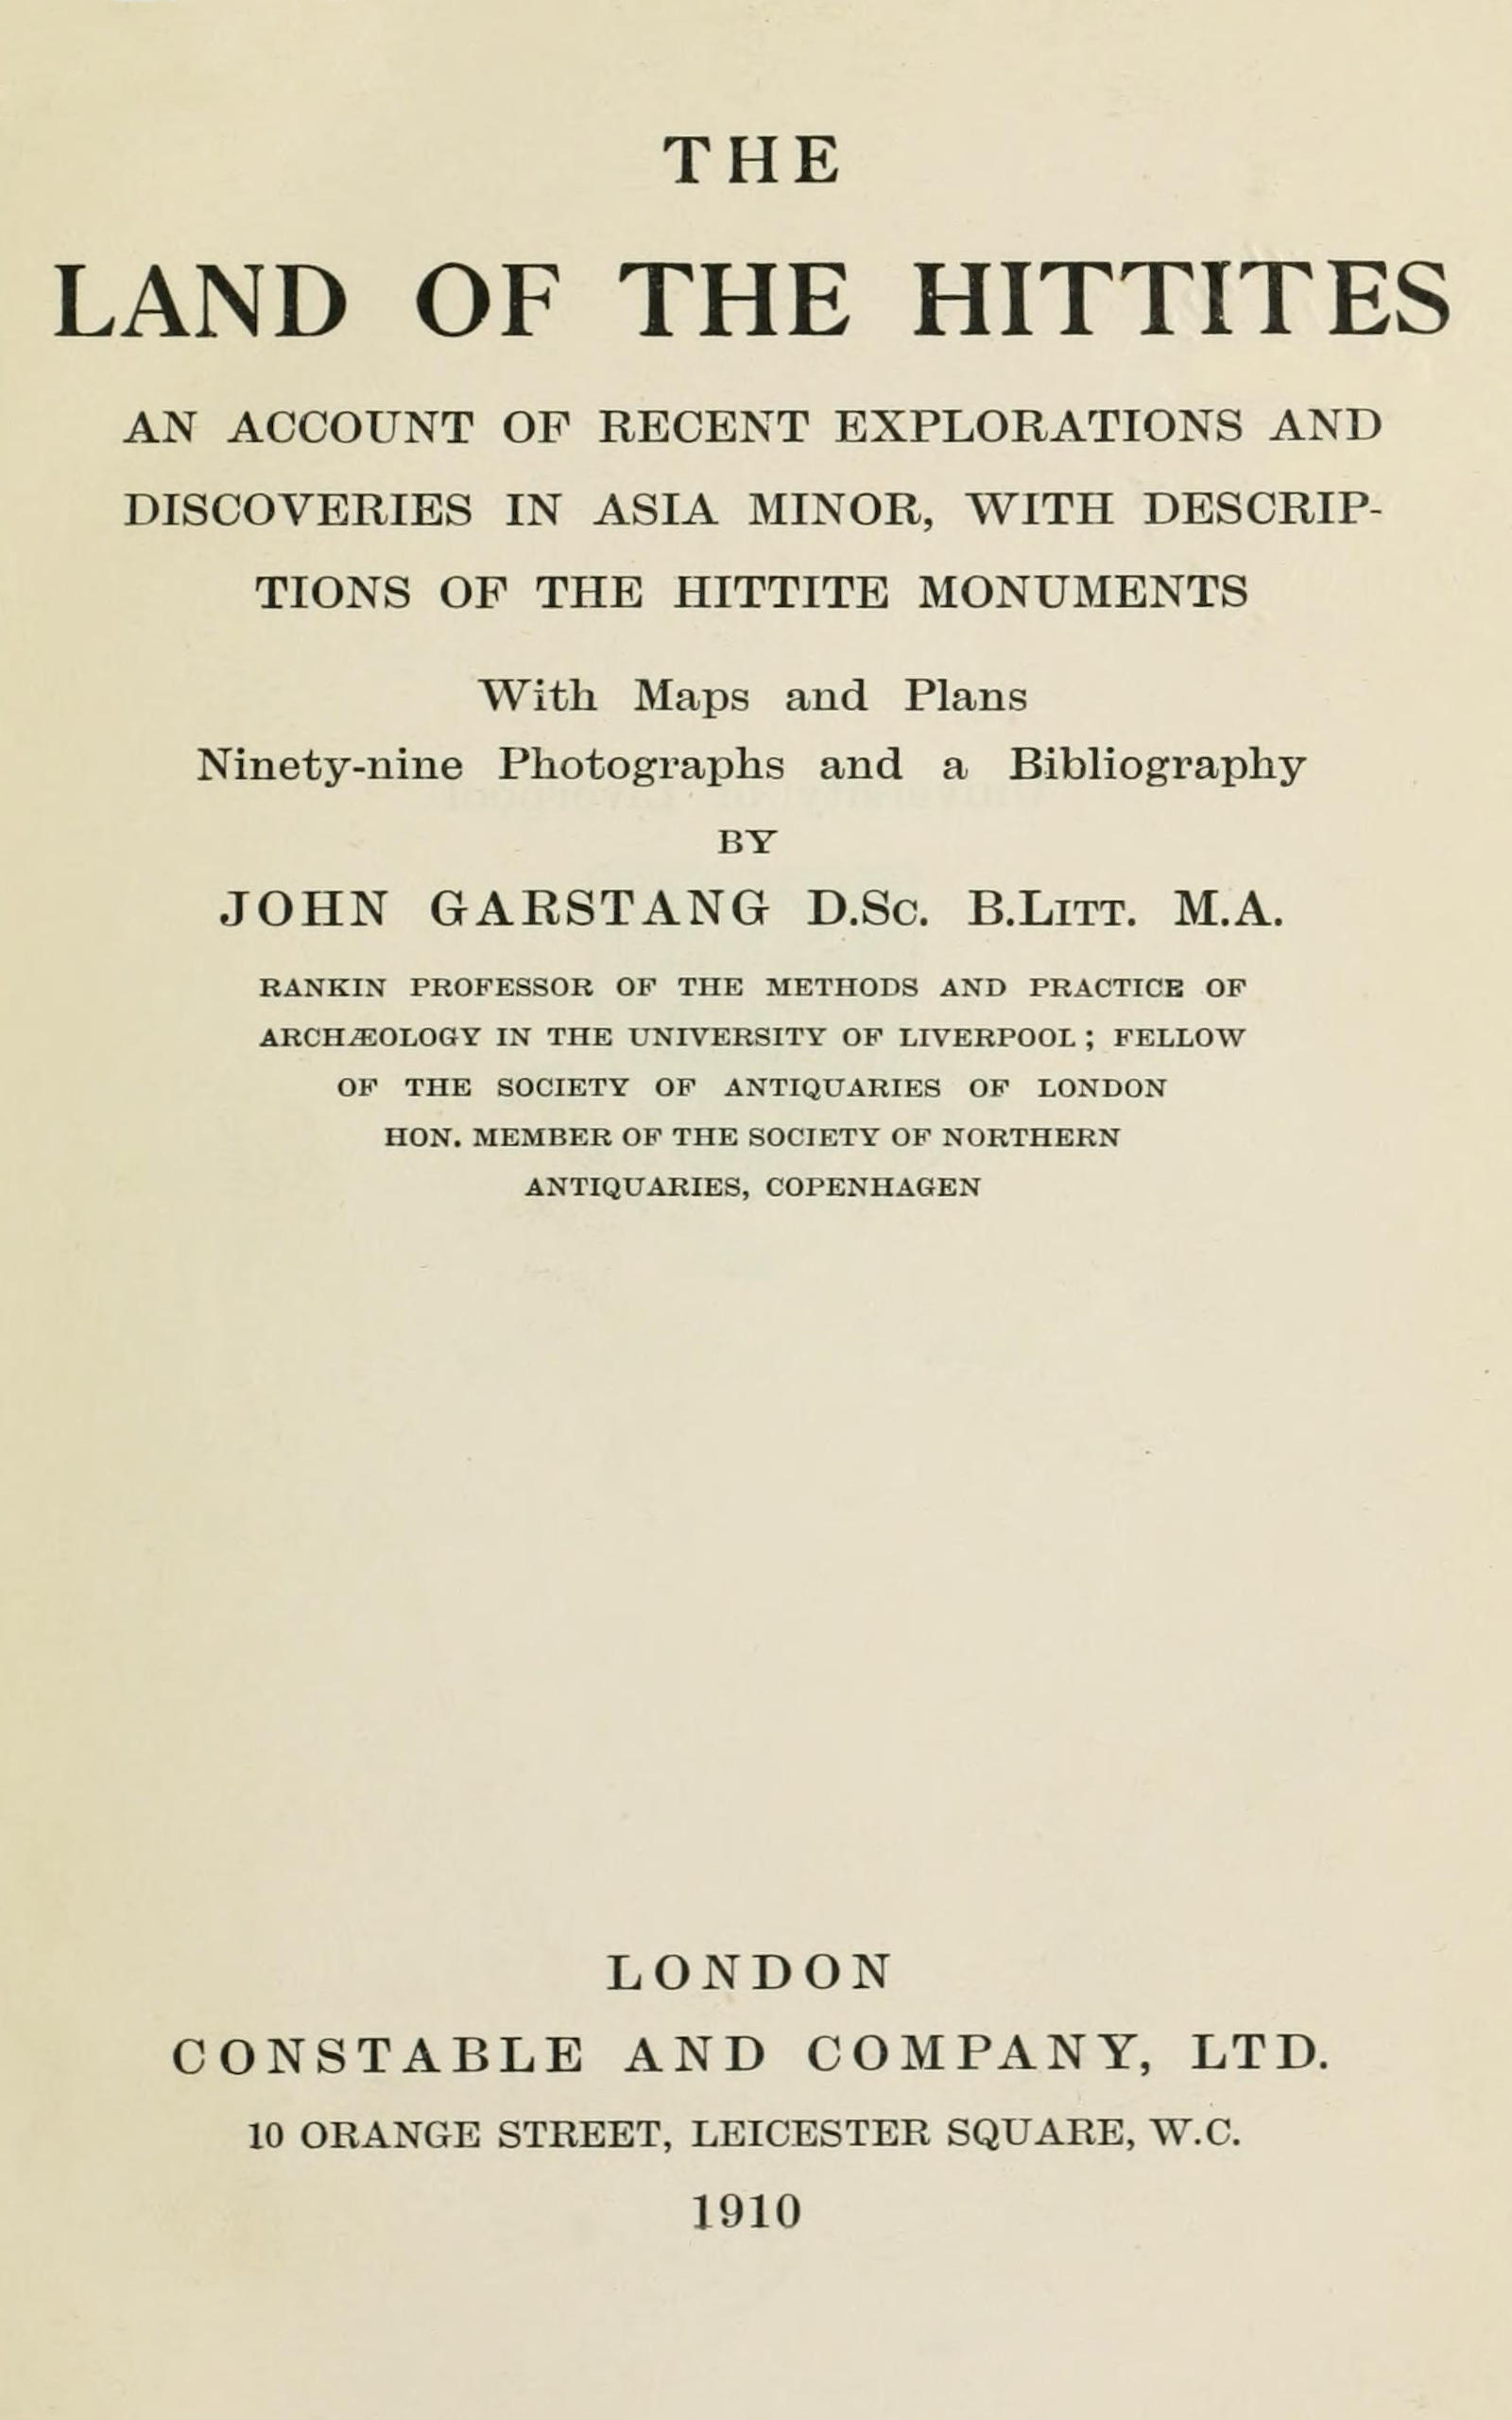 THE
LAND OF THE HITTITES
AN ACCOUNT OF RECENT EXPLORATIONS AND
DISCOVERIES IN ASIA MINOR, WITH DESCRIP-
TIONS OF THE HITTITE MONUMENTS
With Maps and Plans
Ninety-nine Photographs and a Bibliography
BY
JOHN GARSTANG D.Sc. B.Litt. M.A.
RANKIN PROFESSOR OF THE METHODS AND PRACTICE OF
ARCHÆOLOGY IN THE UNIVERSITY OF LIVERPOOL; FELLOW
OF THE SOCIETY OF ANTIQUARIES OF LONDON
HON. MEMBER OF THE SOCIETY OF NORTHERN
ANTIQUARIES, COPENHAGEN
LONDON
CONSTABLE AND COMPANY, LTD.
10 ORANGE STREET, LEICESTER SQUARE, W.C.
1910